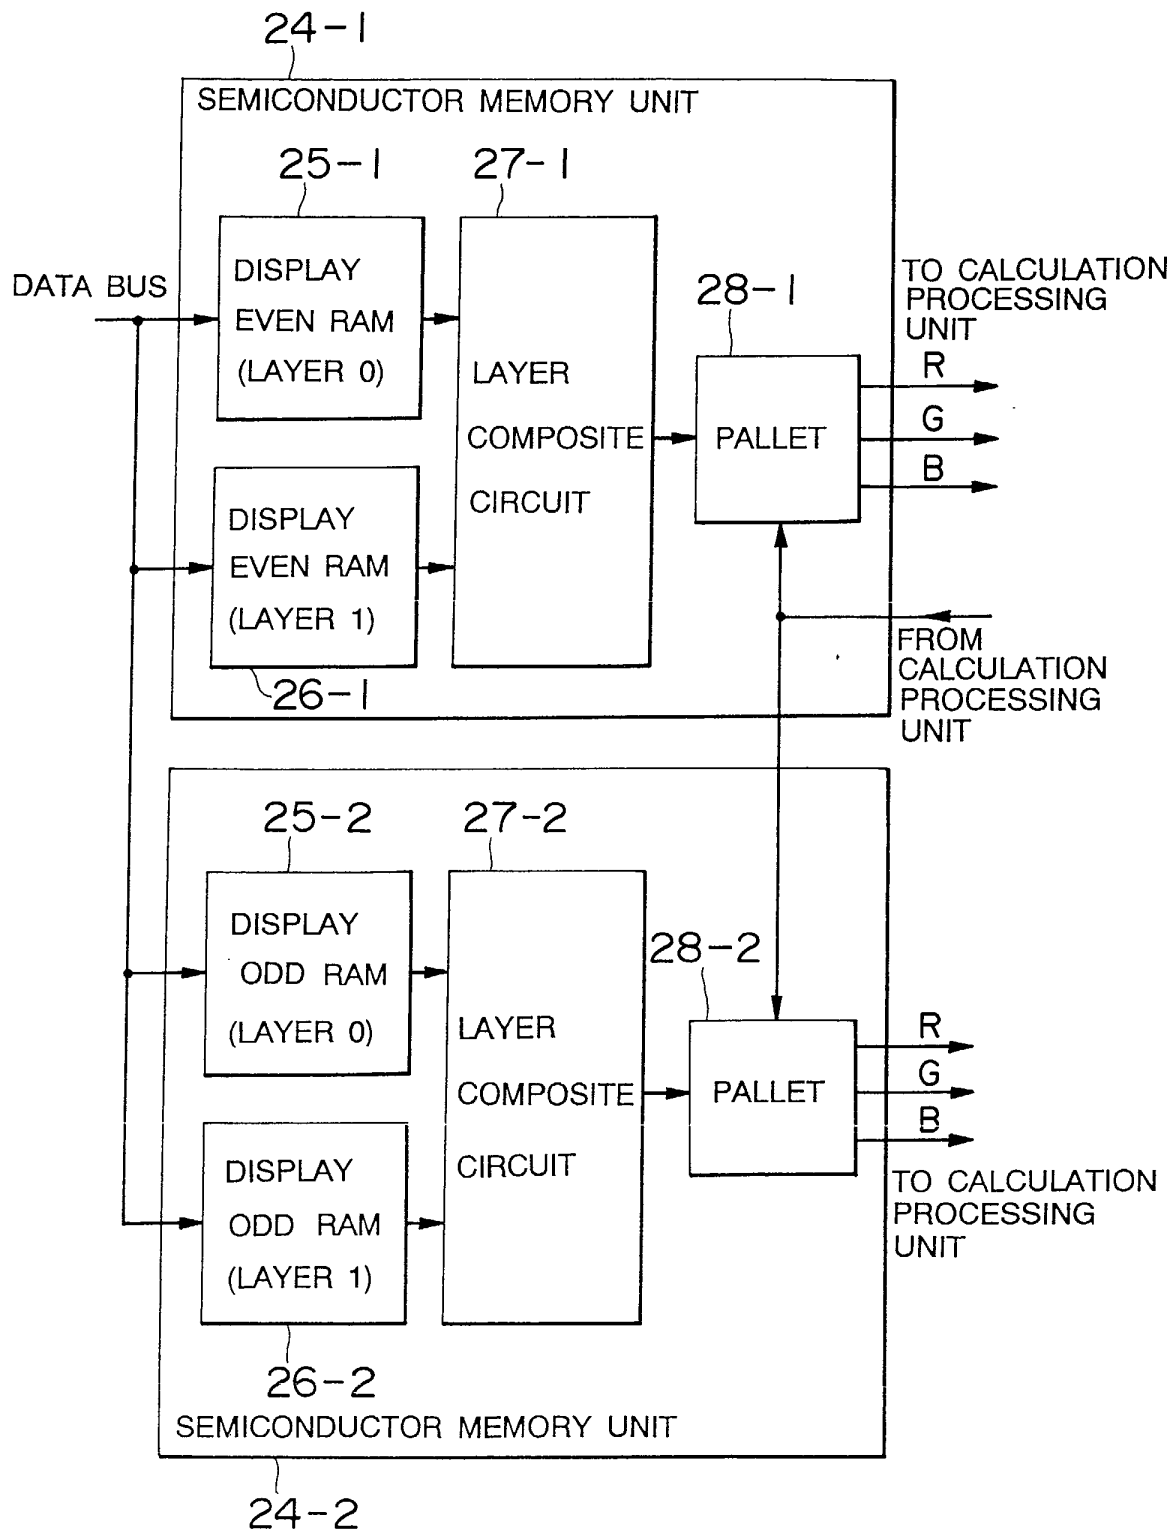 24-1
SEMICONDUCTOR MEMORY UNIT
25-1
27-1
DISPLAY
EVEN RAM
(LAYER 0)
DATA BUS
LAYER
COMPOSITE
CIRCUIT
28-1
PALLET
TO CALCULATION
PROCESSING
UNIT
R
G
B
DISPLAY
EVEN RAM
(LAYER 1)
26-1
FROM
CALCULATION
PROCESSING
UNIT
25-2
27-2
DISPLAY
ODD RAM
(LAYER 0)
LAYER
COMPOSITE
CIRCUIT
28-2
PALLET
R
G
B
TO CALCULATION
PROCESSING
UNIT
DISPLAY
ODD RAM
(LAYER 1)
26-2
SEMICONDUCTOR MEMORY UNIT
24-2